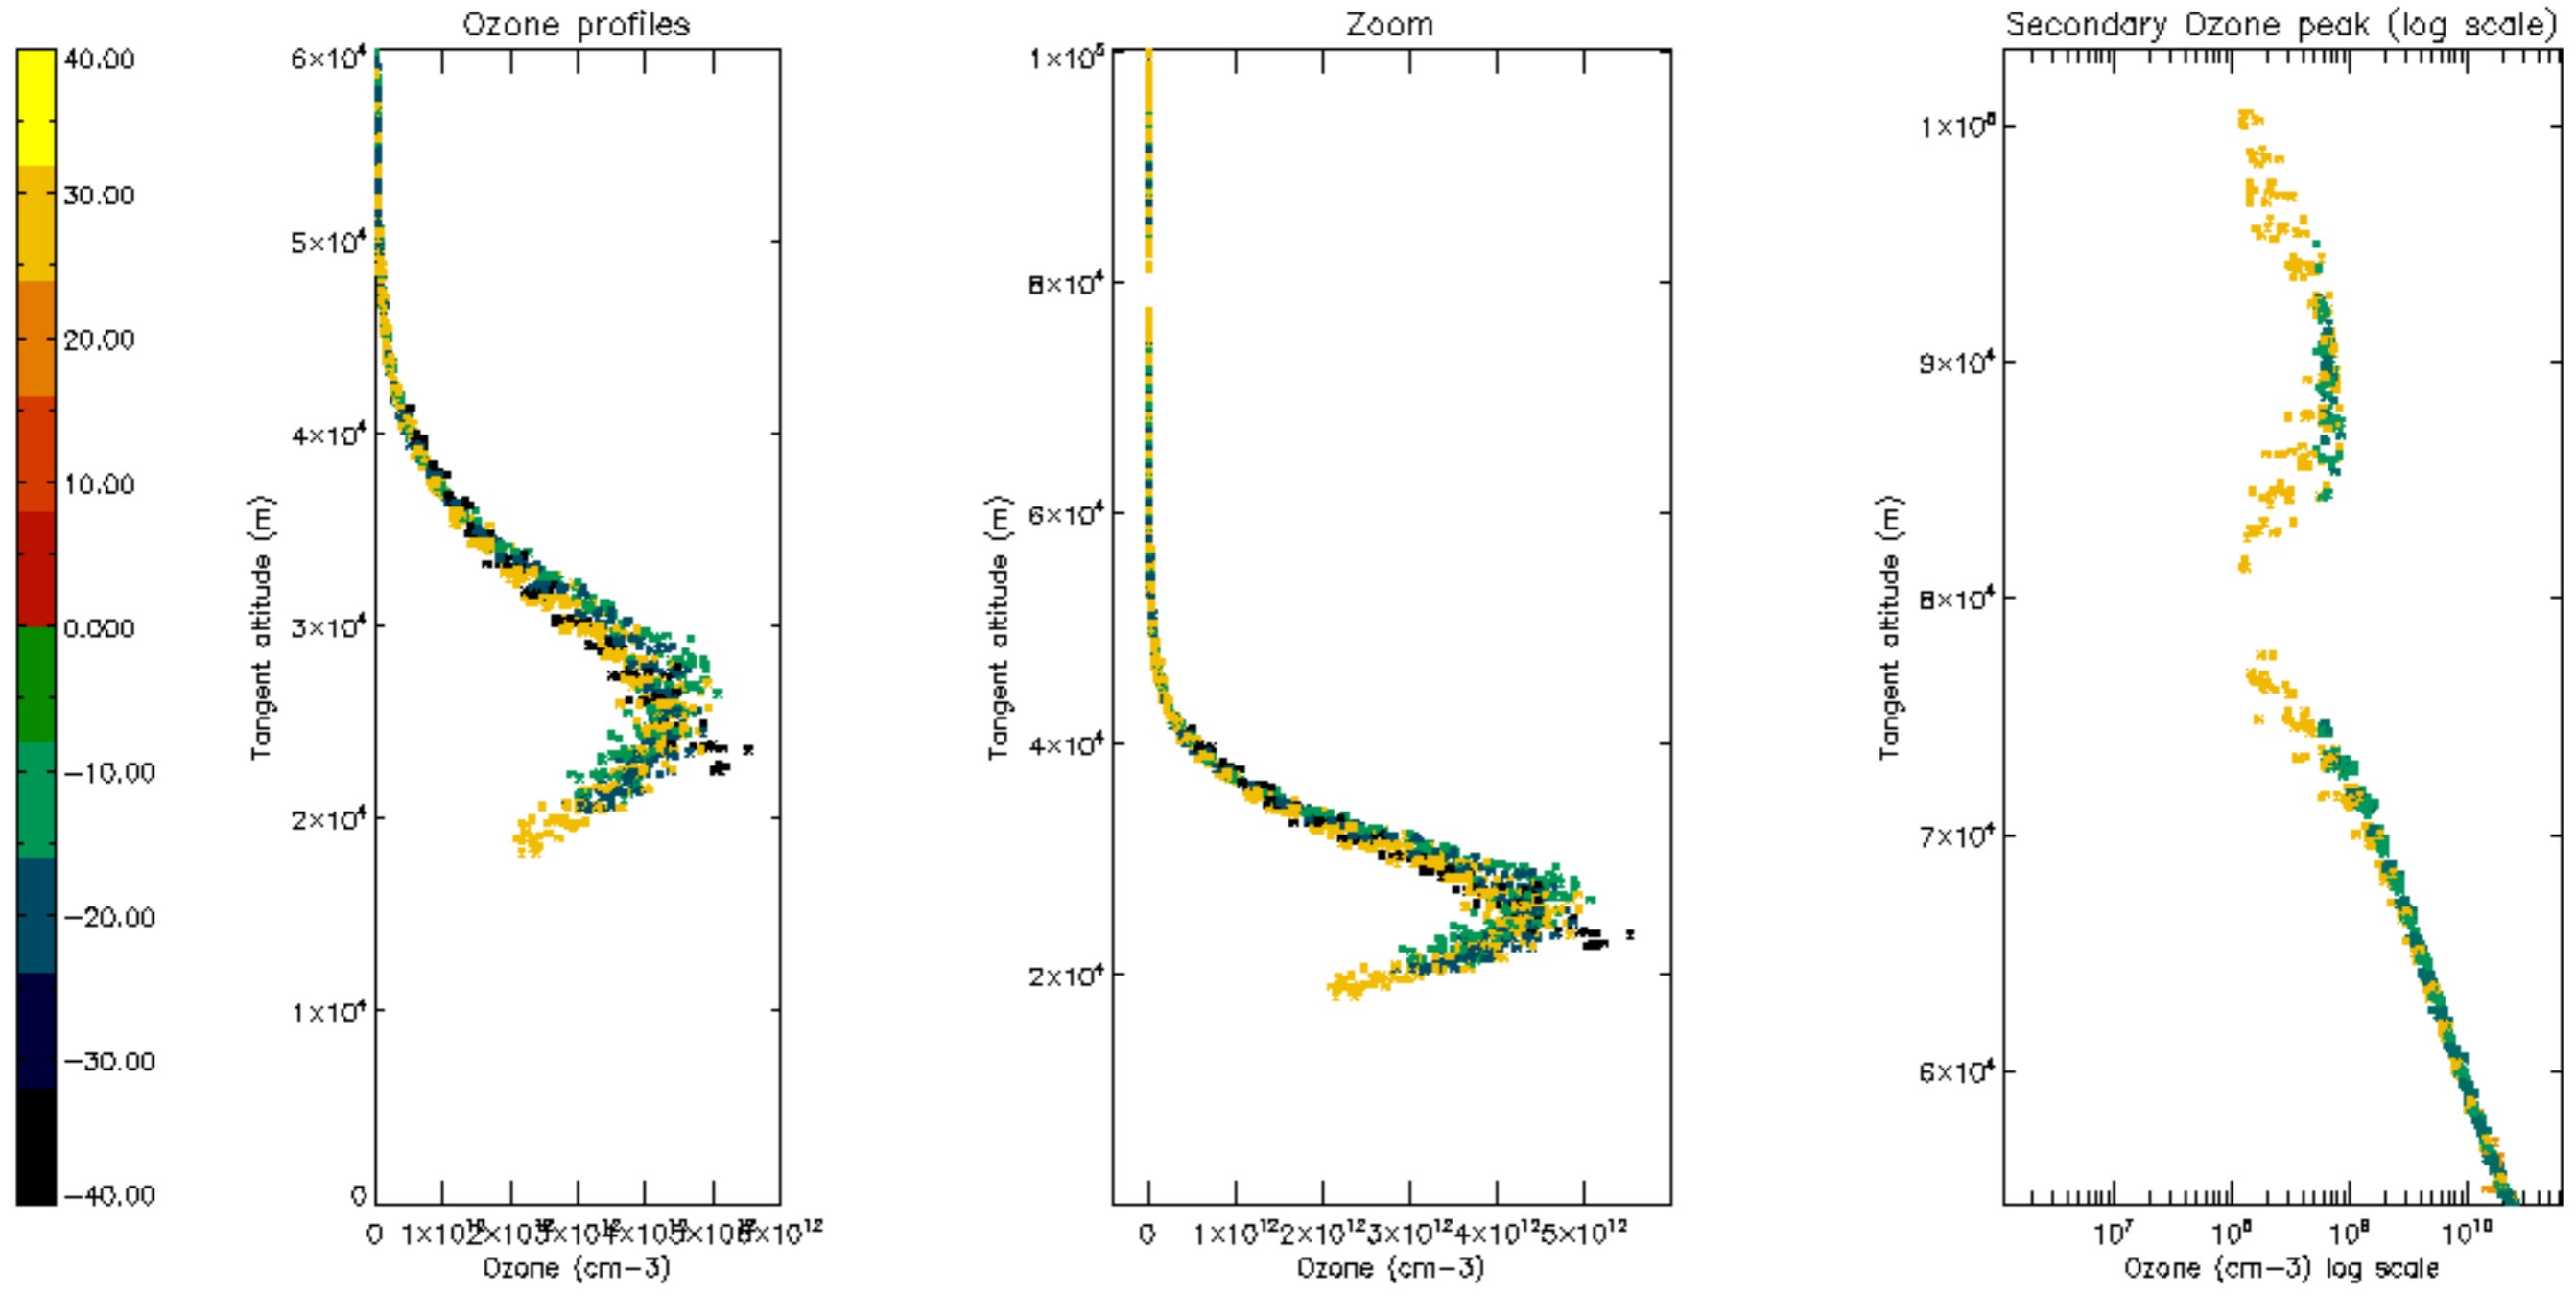 Ozone profiles
Zoom
Secondary Ozone peak (log scale)
40.00
30.00
20.00
10.00
0.000
−10.00
−20.00
−30.00
−40.00
6×10⁴
5×10⁴
4×10⁴
3×10⁴
2×10⁴
1×10⁴
0
Tangent altitude (m)
0
Ozone (cm−3)
1×10⁵
8×10⁴
6×10⁴
4×10⁴
2×10⁴
Tangent altitude (m)
0 1×10¹² 2×10¹² 3×10¹² 4×10¹² 5×10¹²
Ozone (cm−3)
1×10⁵
9×10⁴
8×10⁴
7×10⁴
6×10⁴
Tangent altitude (m)
10⁷ 10⁸ 10⁹ 10¹⁰
Ozone (cm−3) log scale